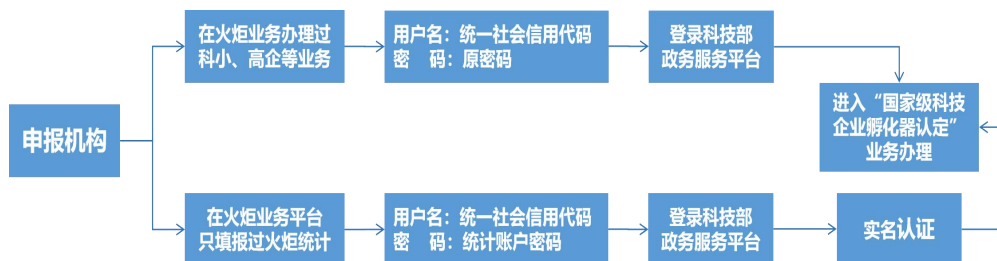 申报机构
在火炬业务办理过
科小、高企等业务
用户名：统一社会信用代码
密 码：原密码
登录科技部
政务服务平台
进入“国家级科技
企业孵化器认定”
业务办理
在火炬业务平台
只填报过火炬统计
用户名：统一社会信用代码
密 码：统计账户密码
登录科技部
政务服务平台
实名认证